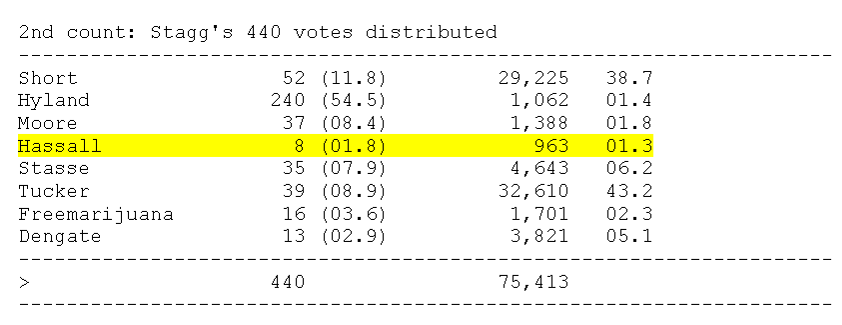 2nd count: Stagg's 440 votes distributed
------------------------------------------------------------------------
Short 52 (11.8) 29,225 38.7
Hyland 240 (54.5) 1,062 01.4
Moore 37 (08.4) 1,388 01.8
Hassall 8 (01.8) 963 01.3
Stasse 35 (07.9) 4,643 06.2
Tucker 39 (08.9) 32,610 43.2
Freemarijuana 16 (03.6) 1,701 02.3
Dengate 13 (02.9) 3,821 05.1
------------------------------------------------------------------------
> 440 75,413
------------------------------------------------------------------------